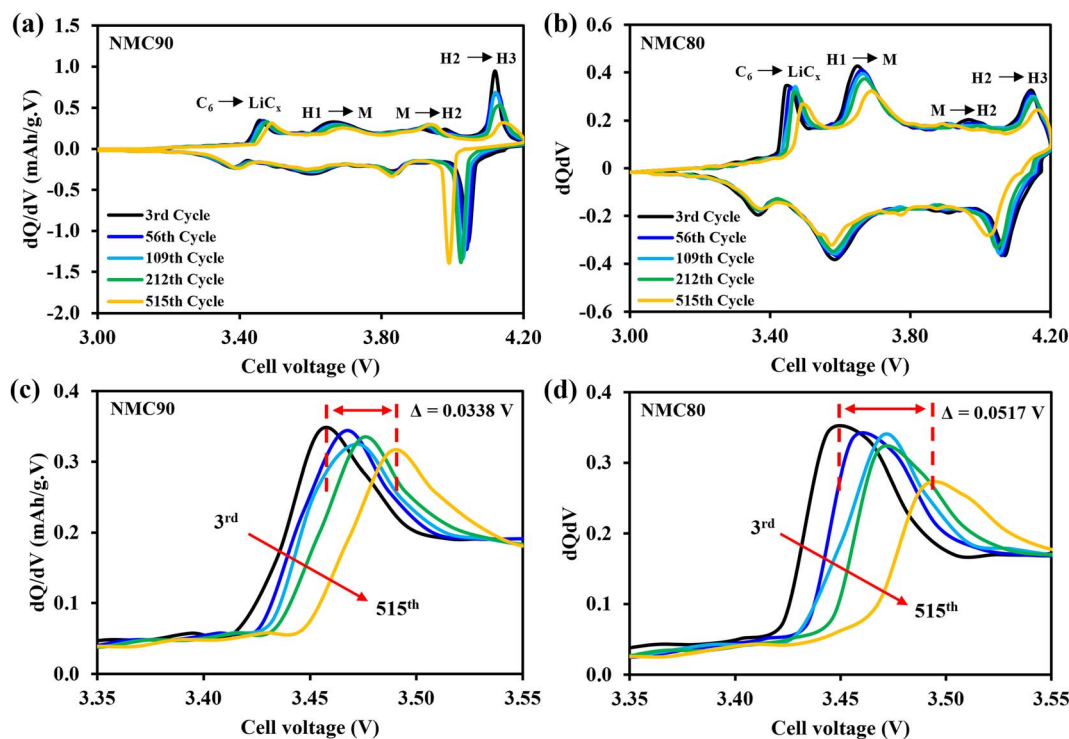 (a)
NMC90
H2 → H3
C₆ → LiCₓ
H1 → M
M → H2
1.5
1.0
0.5
0.0
-0.5
-1.0
-1.5
-2.0
dQ/dV (mAh/g.V)
3rd Cycle
56th Cycle
109th Cycle
212th Cycle
515th Cycle
3.00
3.40
3.80
4.20
Cell voltage (V)
(b)
NMC80
H1 → M
C₆ → LiCₓ
H2 → H3
M → H2
0.6
0.4
0.2
0
-0.2
-0.4
-0.6
dQdV
3rd Cycle
56th Cycle
109th Cycle
212th Cycle
515th Cycle
3.00
3.40
3.80
4.20
Cell voltage (V)
(c)
NMC90
Δ = 0.0338 V
3ʳᵈ
515ᵗʰ
0.4
0.3
0.2
0.1
0.0
dQ/dV (mAh/g.V)
3.35
3.40
3.45
3.50
3.55
Cell voltage (V)
(d)
NMC80
Δ = 0.0517 V
3ʳᵈ
515ᵗʰ
0.4
0.3
0.2
0.1
0.0
dQdV
3.35
3.40
3.45
3.50
3.55
Cell voltage (V)